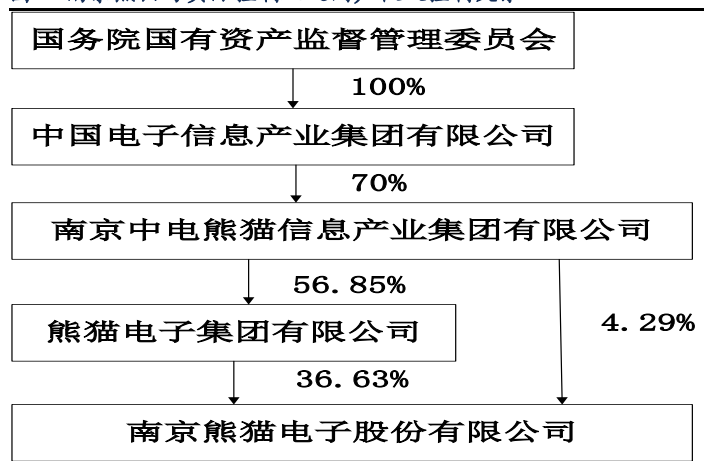 国务院国有资产监督管理委员会
100%
中国电子信息产业集团有限公司
70%
南京中电熊猫信息产业集团有限公司
56.85%
4.29%
熊猫电子集团有限公司
36.63%
南京熊猫电子股份有限公司